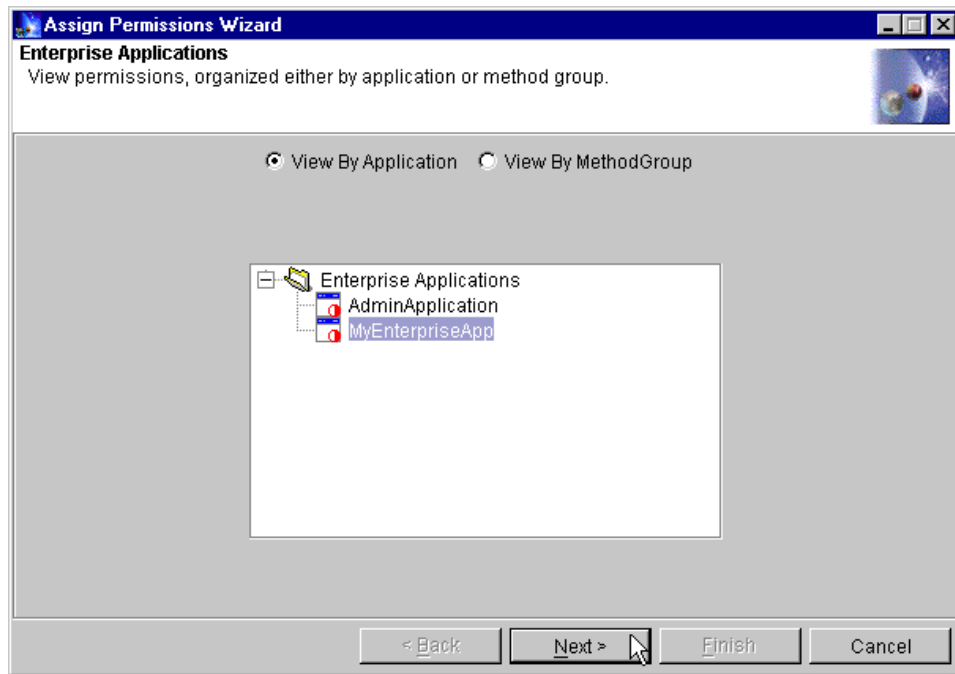 Assign Permissions Wizard
Enterprise Applications
View permissions, organized either by application or method group.
View By Application View By MethodGroup
Enterprise Applications
AdminApplication
MyEnterpriseApp
< Back Next > Finish Cancel